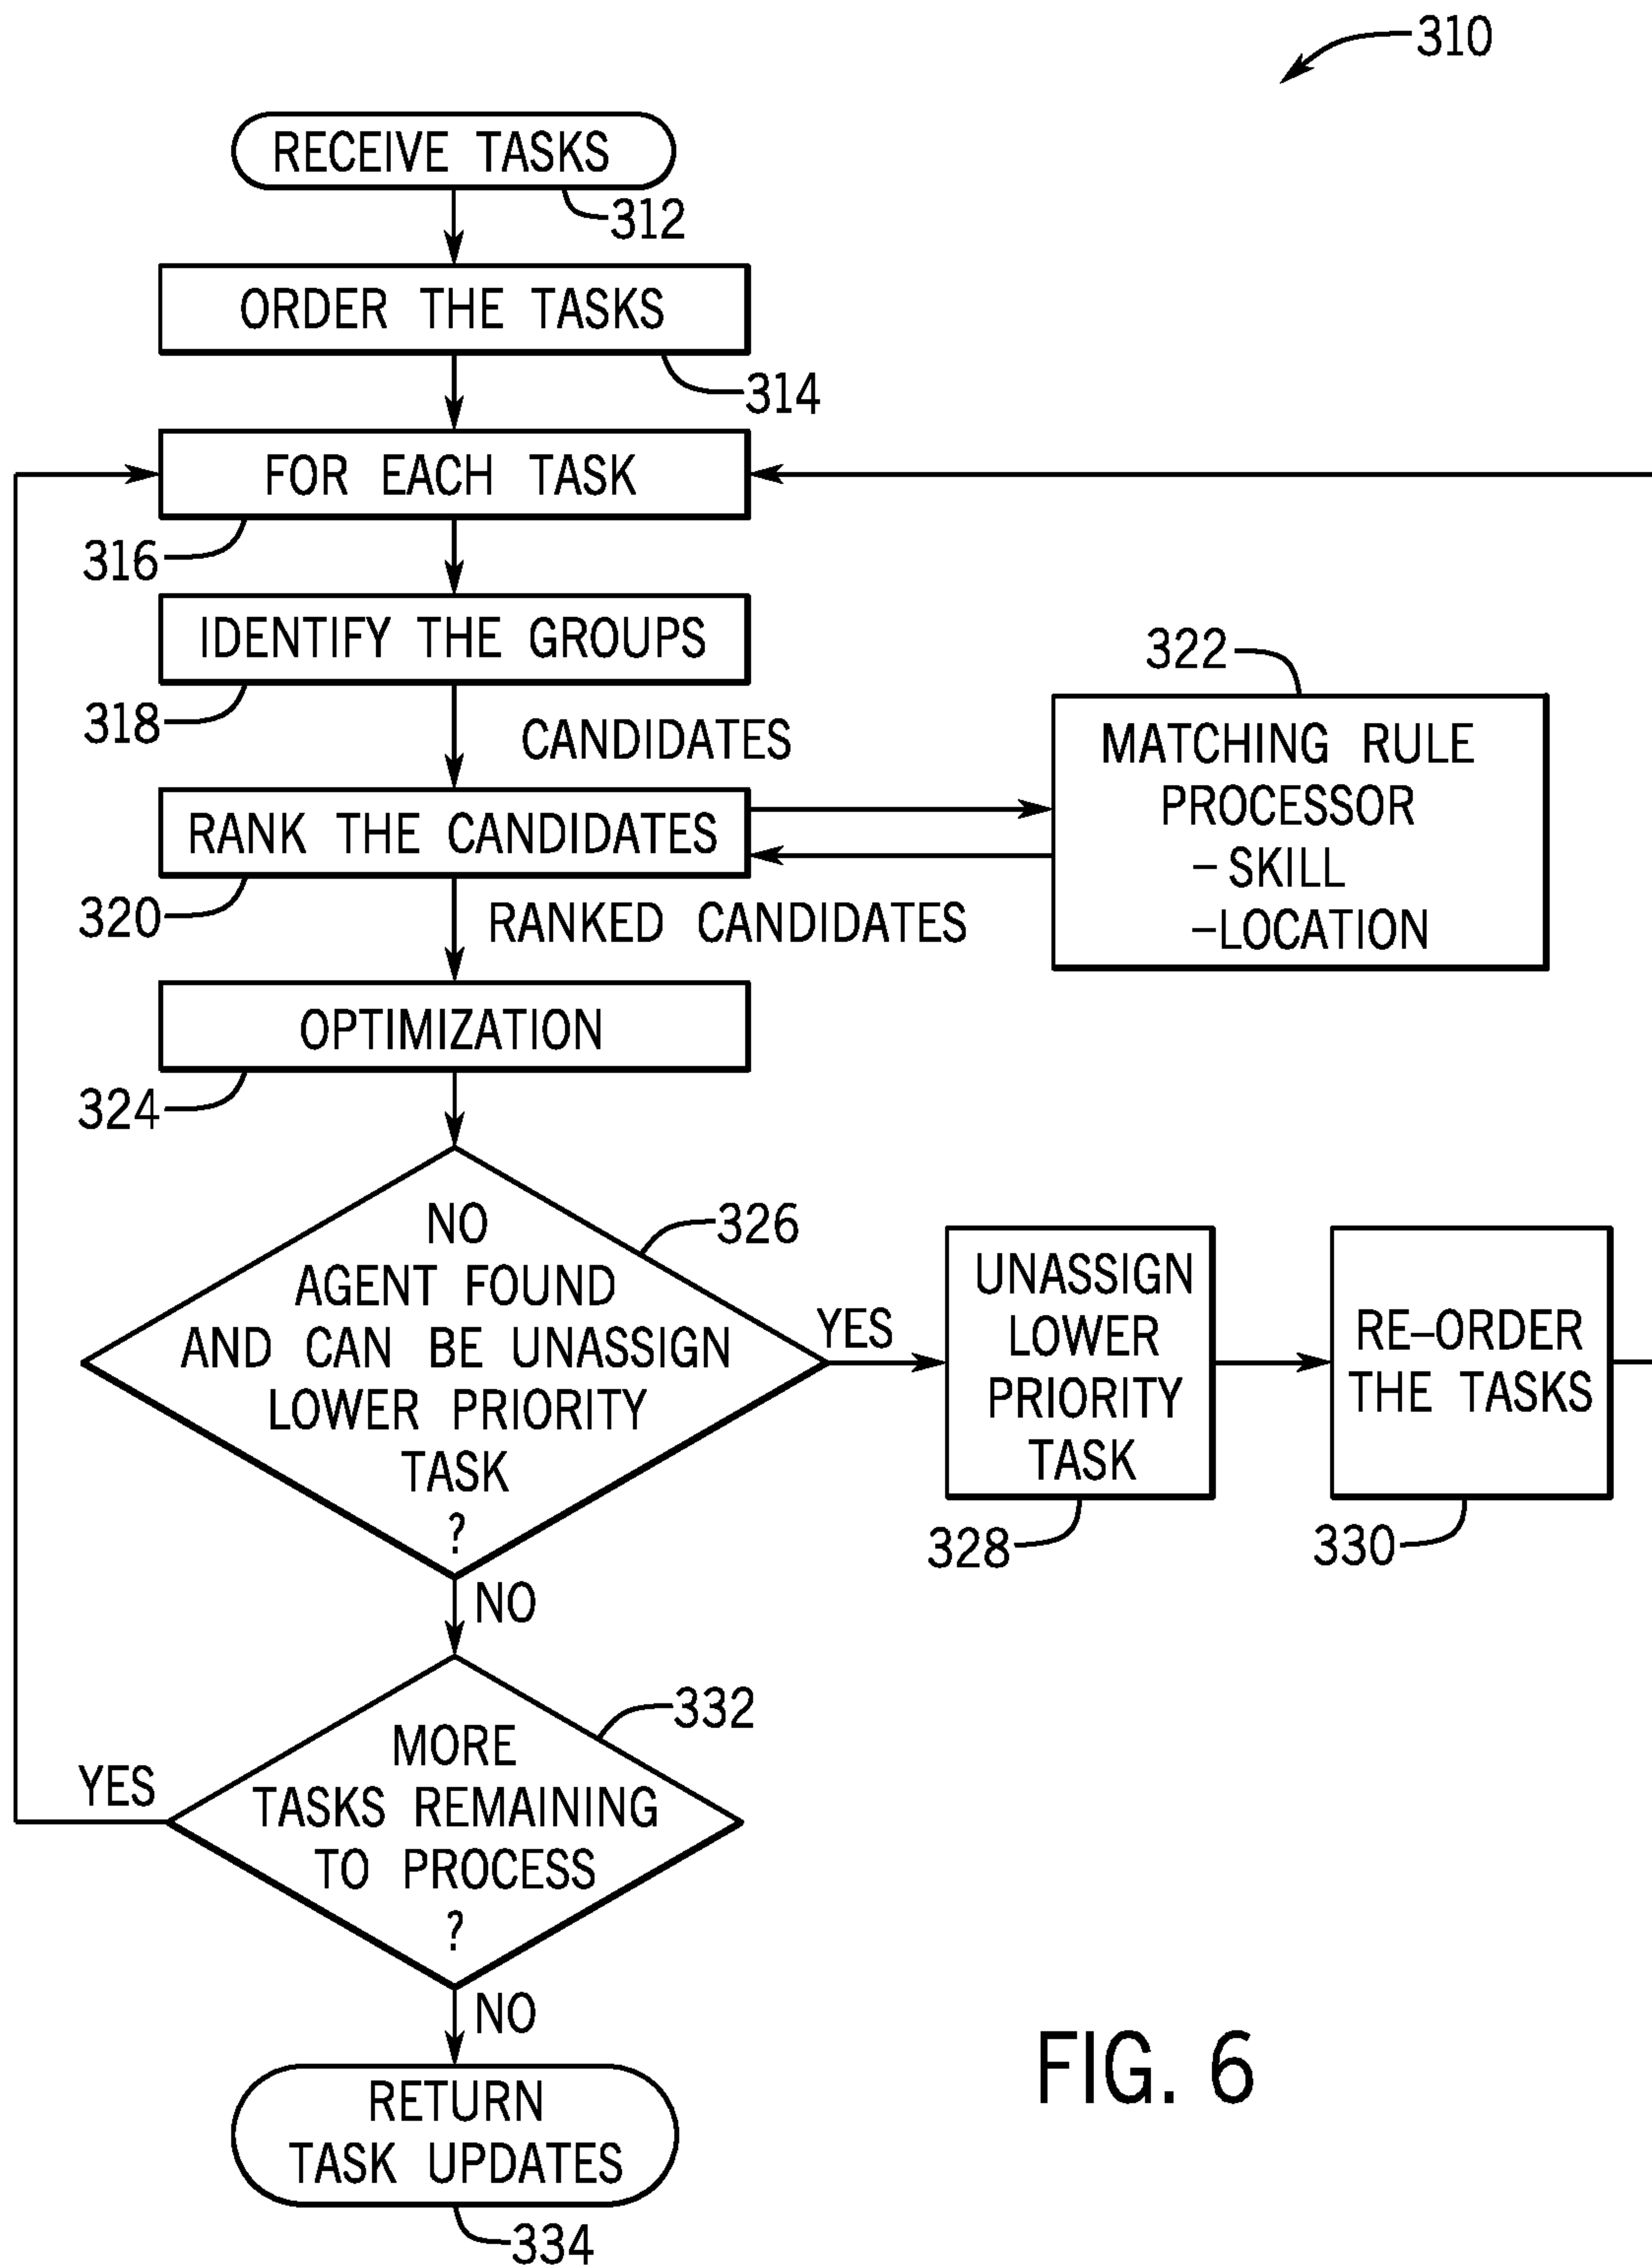 310
RECEIVE TASKS
312
ORDER THE TASKS
314
FOR EACH TASK
316
IDENTIFY THE GROUPS
318
CANDIDATES
322
MATCHING RULE
PROCESSOR
– SKILL
–LOCATION
RANK THE CANDIDATES
320
RANKED CANDIDATES
OPTIMIZATION
324
NO
AGENT FOUND
AND CAN BE UNASSIGN
LOWER PRIORITY
TASK
?
326
YES
UNASSIGN
LOWER
PRIORITY
TASK
328
RE–ORDER
THE TASKS
330
NO
MORE
TASKS REMAINING
TO PROCESS
?
332
YES
NO
RETURN
TASK UPDATES
334
FIG. 6